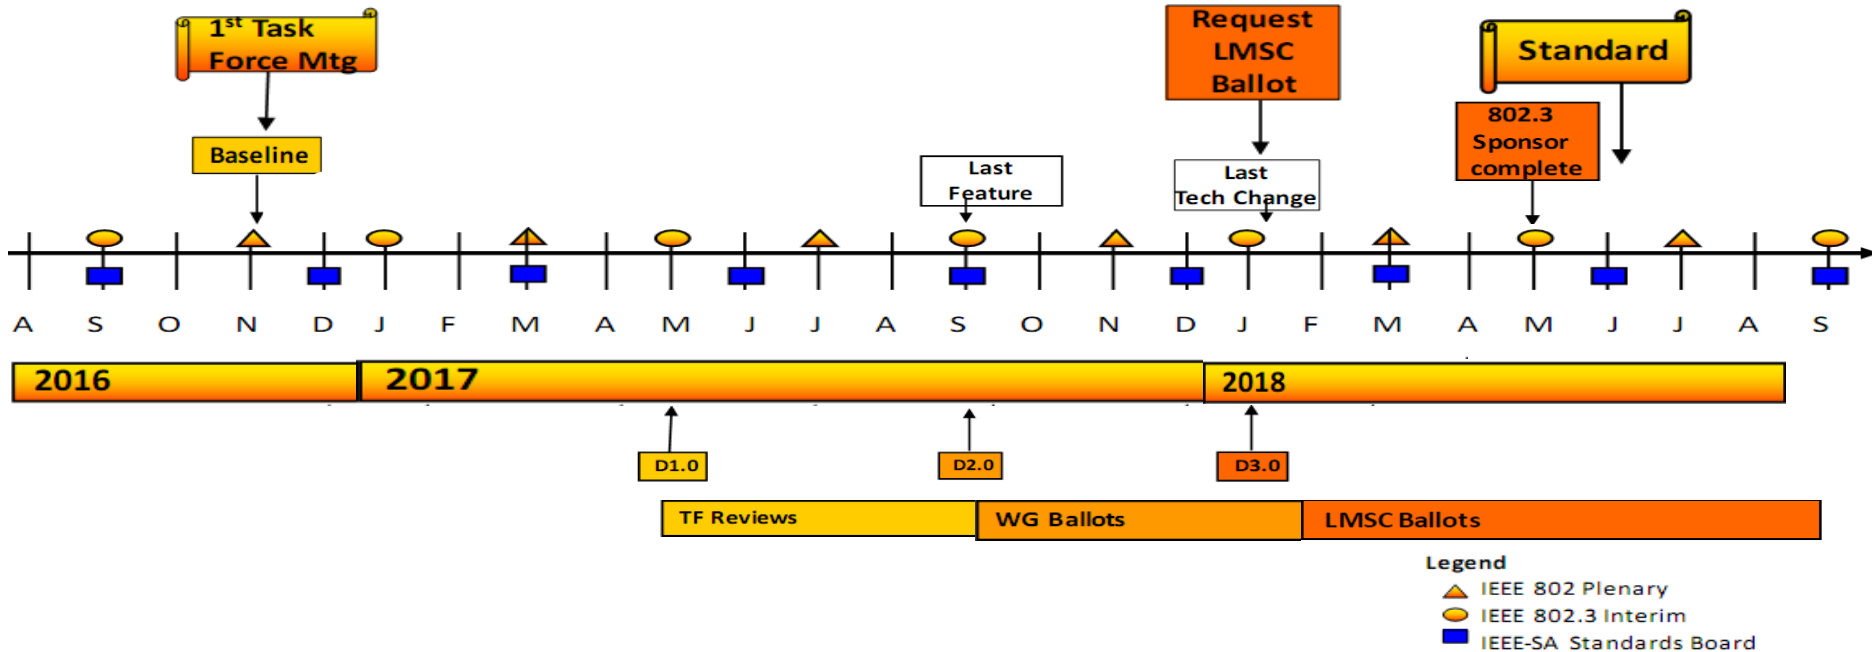 1st Task
Force Mtg
Request
LMSC
Ballot
Standard
802.3
Sponsor
complete
Baseline
Last
Feature
Last
Tech Change
A S O N D J F M A M J J A S O N D J F M A M J J A S
2016 2017 2018
D1.0 D2.0 D3.0
TF Reviews WG Ballots LMSC Ballots
Legend
IEEE 802 Plenary
IEEE 802.3 Interim
IEEE-SA Standards Board